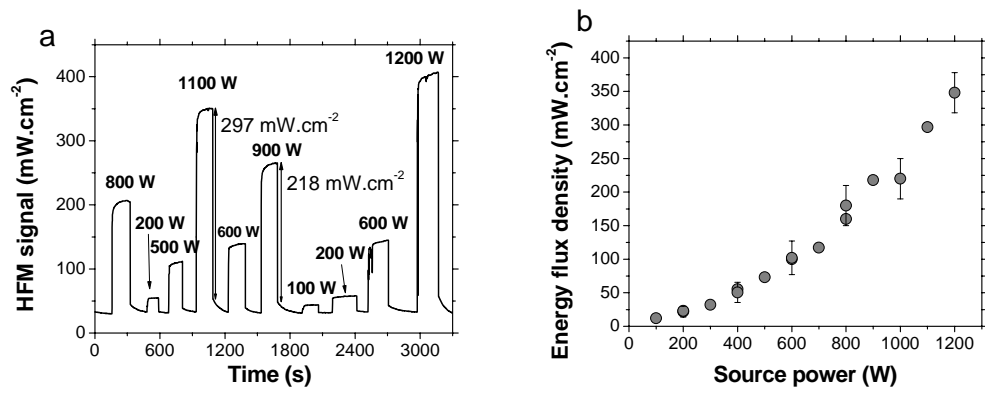 a
HFM signal (mW.cm-2)
400
300
200
100
0
0 600 1200 1800 2400 3000
Time (s)
800 W
200 W
500 W
1100 W
297 mW.cm-2
600 W
900 W
218 mW.cm-2
100 W
200 W
600 W
1200 W
b
Energy flux density (mW.cm-2)
400
350
300
250
200
150
100
50
0
0 200 400 600 800 1000 1200
Source power (W)